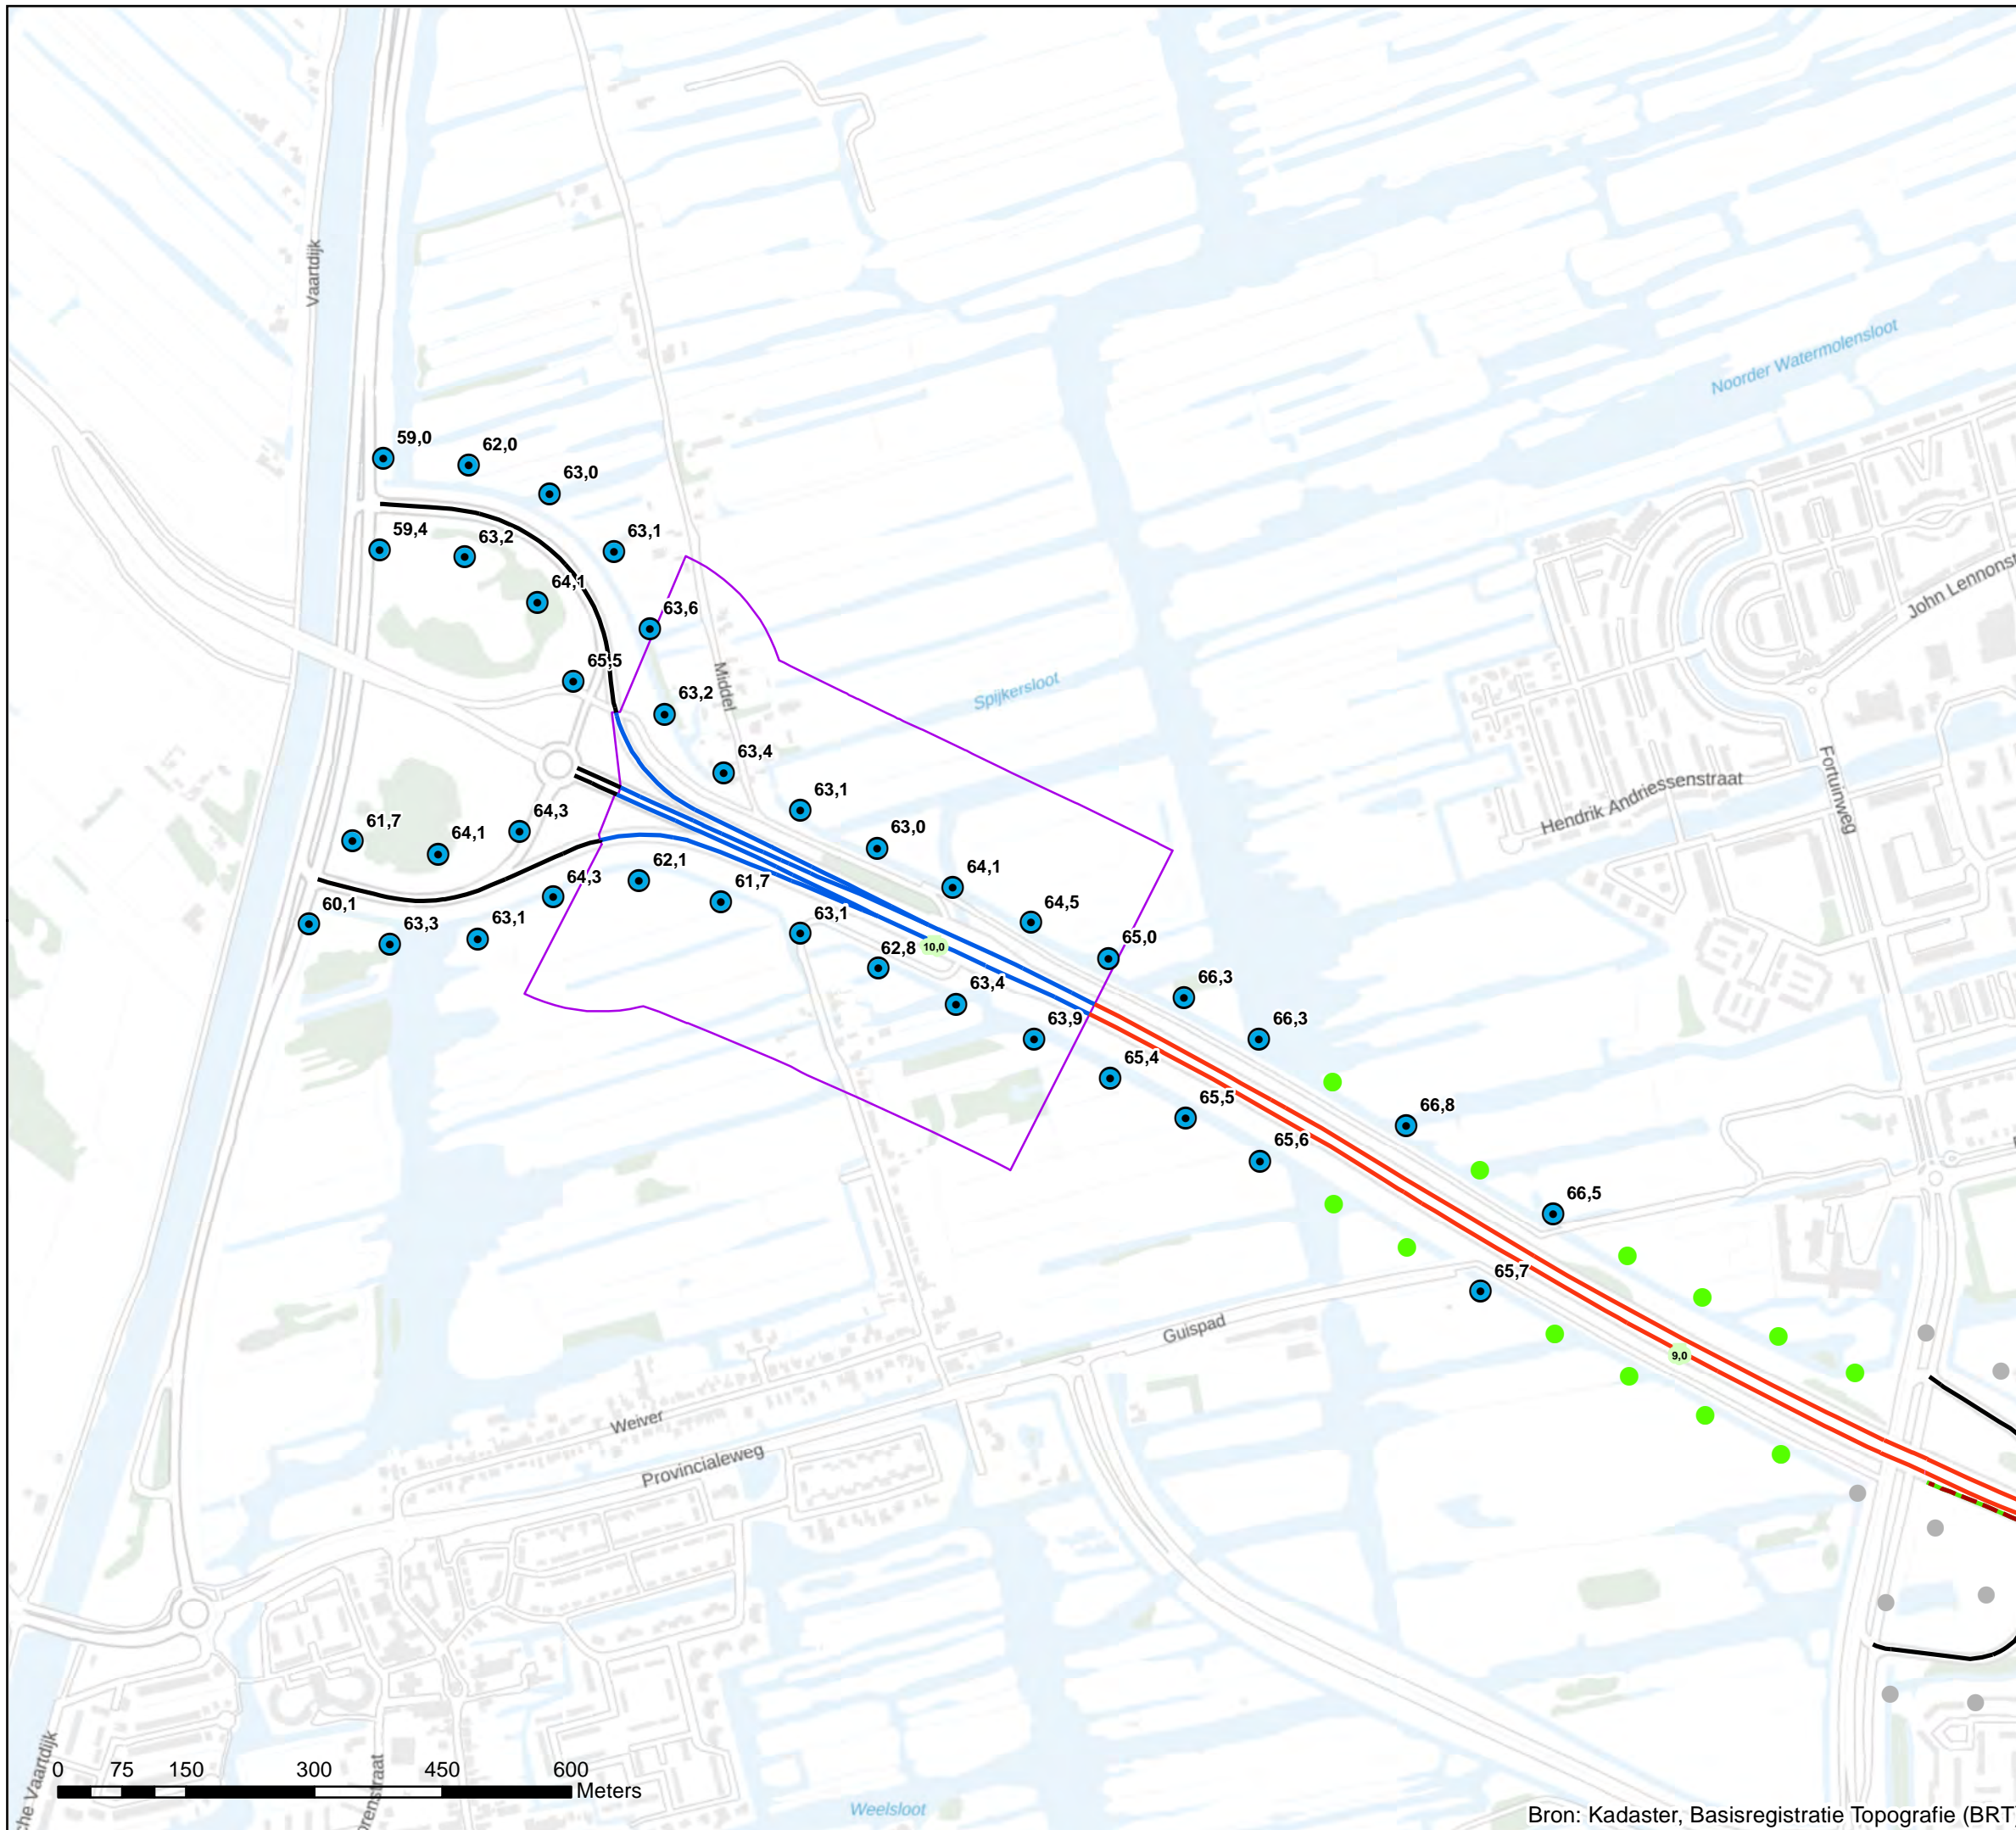 Vaartdijk
Noorder Watermolensloot
59,0
62,0
63,0
63,1
59,4
63,2
64,1
John Lennonst
63,6
65,5
63,2
Middel
Spijkersloot
63,4
63,1
Hendrik Andriessenstraat
Fortuinweg
61,7
64,1
64,3
63,0
62,1
64,1
64,3
61,7
60,1
63,3
63,1
63,1
64,5
10,0
65,0
62,8
63,4
66,3
63,9
66,3
65,4
65,5
66,8
65,6
66,5
65,7
Guispad
9,0
Weiver
Provincialeweg
0 75 150 300 450 600
Meters
che Vaartdijk
orenstraat
Weelsloot
Bron: Kadaster, Basisregistratie Topografie (BRT